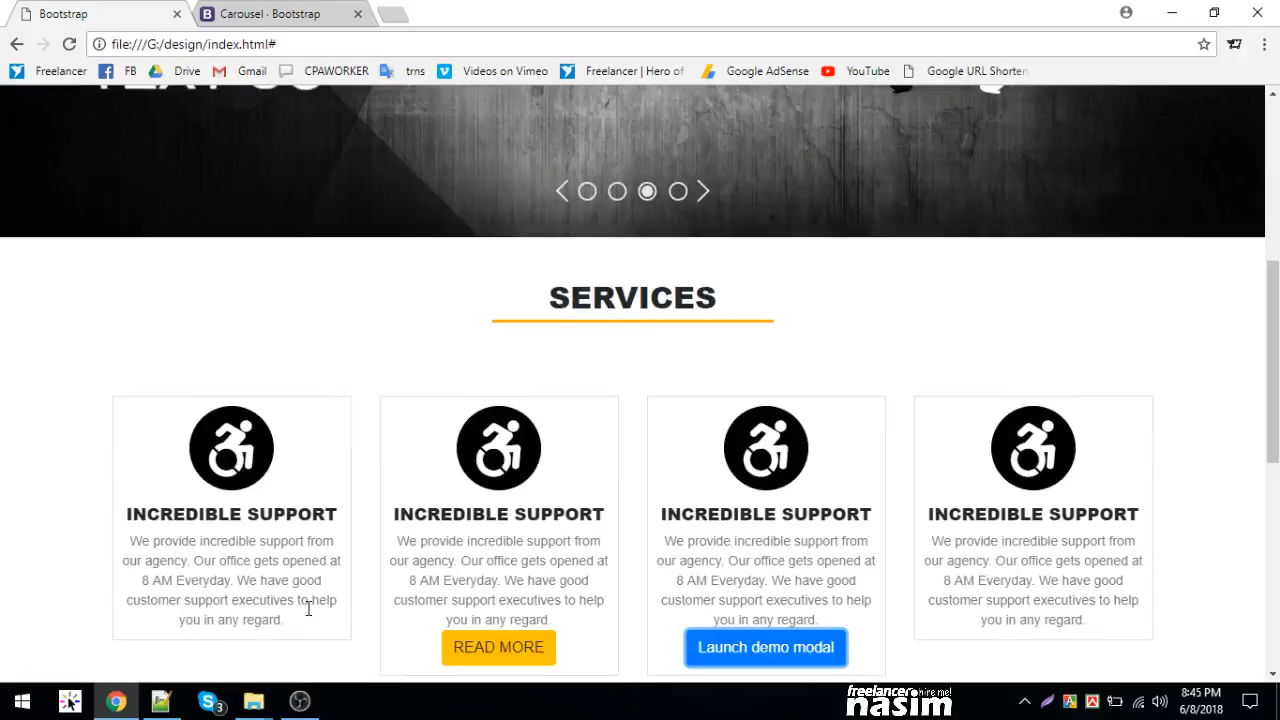 Bootstrap
Carousel · Bootstrap
file:///G:/design/index.html#
Freelancer
FB
Drive
Gmail
CPAWORKER
trns
Videos on Vimeo
Freelancer | Hero of
Google AdSense
YouTube
Google URL Shorten
SERVICES
INCREDIBLE SUPPORT
We provide incredible support from
our agency. Our office gets opened at
8 AM Everyday. We have good
customer support executives to help
you in any regard.
INCREDIBLE SUPPORT
We provide incredible support from
our agency. Our office gets opened at
8 AM Everyday. We have good
customer support executives to help
you in any regard.
READ MORE
INCREDIBLE SUPPORT
We provide incredible support from
our agency. Our office gets opened at
8 AM Everyday. We have good
customer support executives to help
you in any regard.
Launch demo modal
INCREDIBLE SUPPORT
We provide incredible support from
our agency. Our office gets opened at
8 AM Everyday. We have good
customer support executives to help
you in any regard.
3
freelancer hire me!
nasim
8:45 PM
6/8/2018